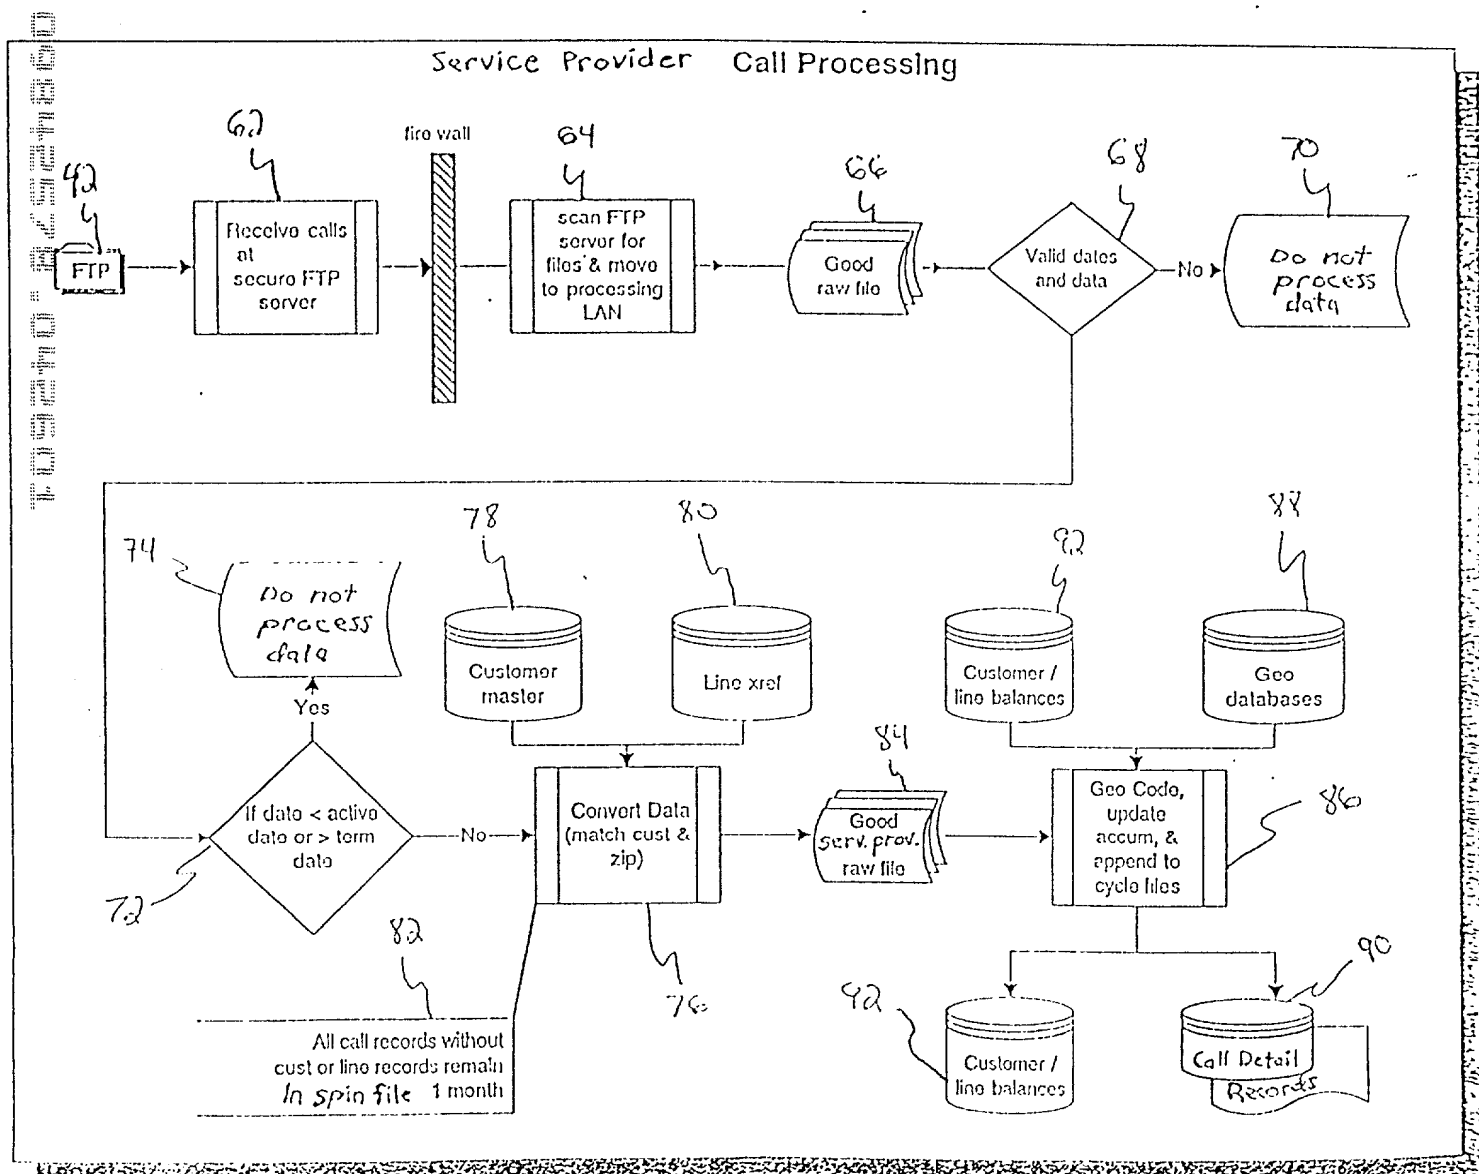 Service Provider Call Processing
62
fire wall
64
66
68
70
42
FTP
Receive calls
at
secure FTP
server
scan FTP
server for
files & move
to processing
LAN
Good
raw file
Valid dates
and data
No
Do not
process
data
74
Do not
process
data
78
80
92
88
Customer
master
Line xref
Customer /
line balances
Geo
databases
Yes
84
If date < active
date or > term
date
No
Convert Data
(match cust &
zip)
Good
serv. prov.
raw file
Geo Code,
update
accum, &
append to
cycle files
86
72
82
76
90
All call records without
cust or line records remain
In spin file 1 month
92
Customer /
line balances
Call Detail
Records